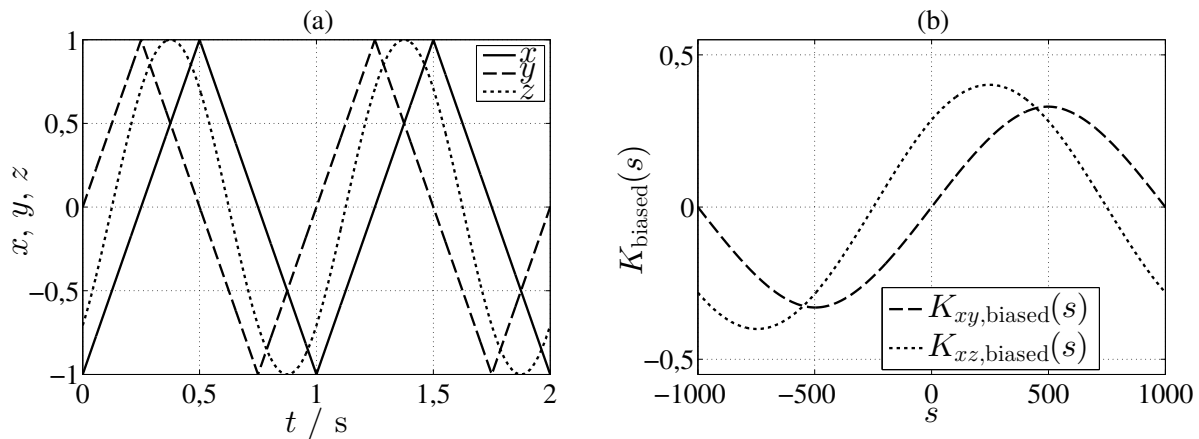 (a)
1
0,5
0
−0,5
−1
x, y, z
0
0,5
1
1,5
2
t / s
x
y
z
(b)
0,5
0
−0,5
K_biased(s)
−1000
−500
0
500
1000
s
K_xy,biased(s)
K_xz,biased(s)